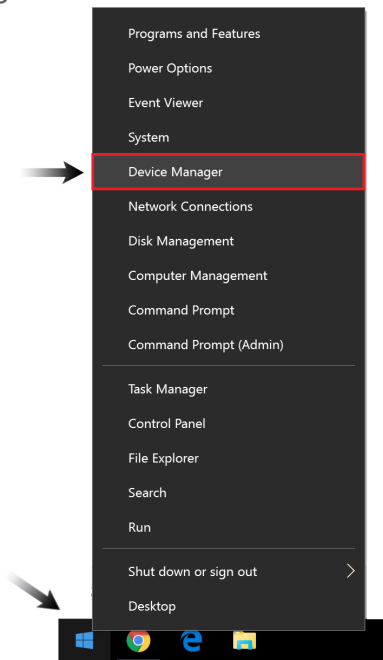 Programs and Features
Power Options
Event Viewer
System
Device Manager
Network Connections
Disk Management
Computer Management
Command Prompt
Command Prompt (Admin)
Task Manager
Control Panel
File Explorer
Search
Run
Shut down or sign out
Desktop